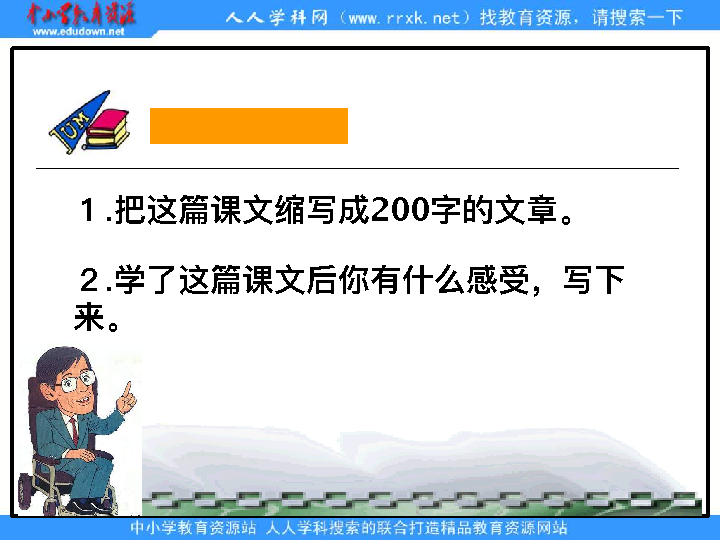 中小学教育资源
www.edudown.net
人人学科网（www.rrxk.net）找教育资源，请搜索一下
UM
１.把这篇课文缩写成200字的文章。
２.学了这篇课文后你有什么感受，写下
来。
中小学教育资源站 人人学科搜索的联合打造精品教育资源网站